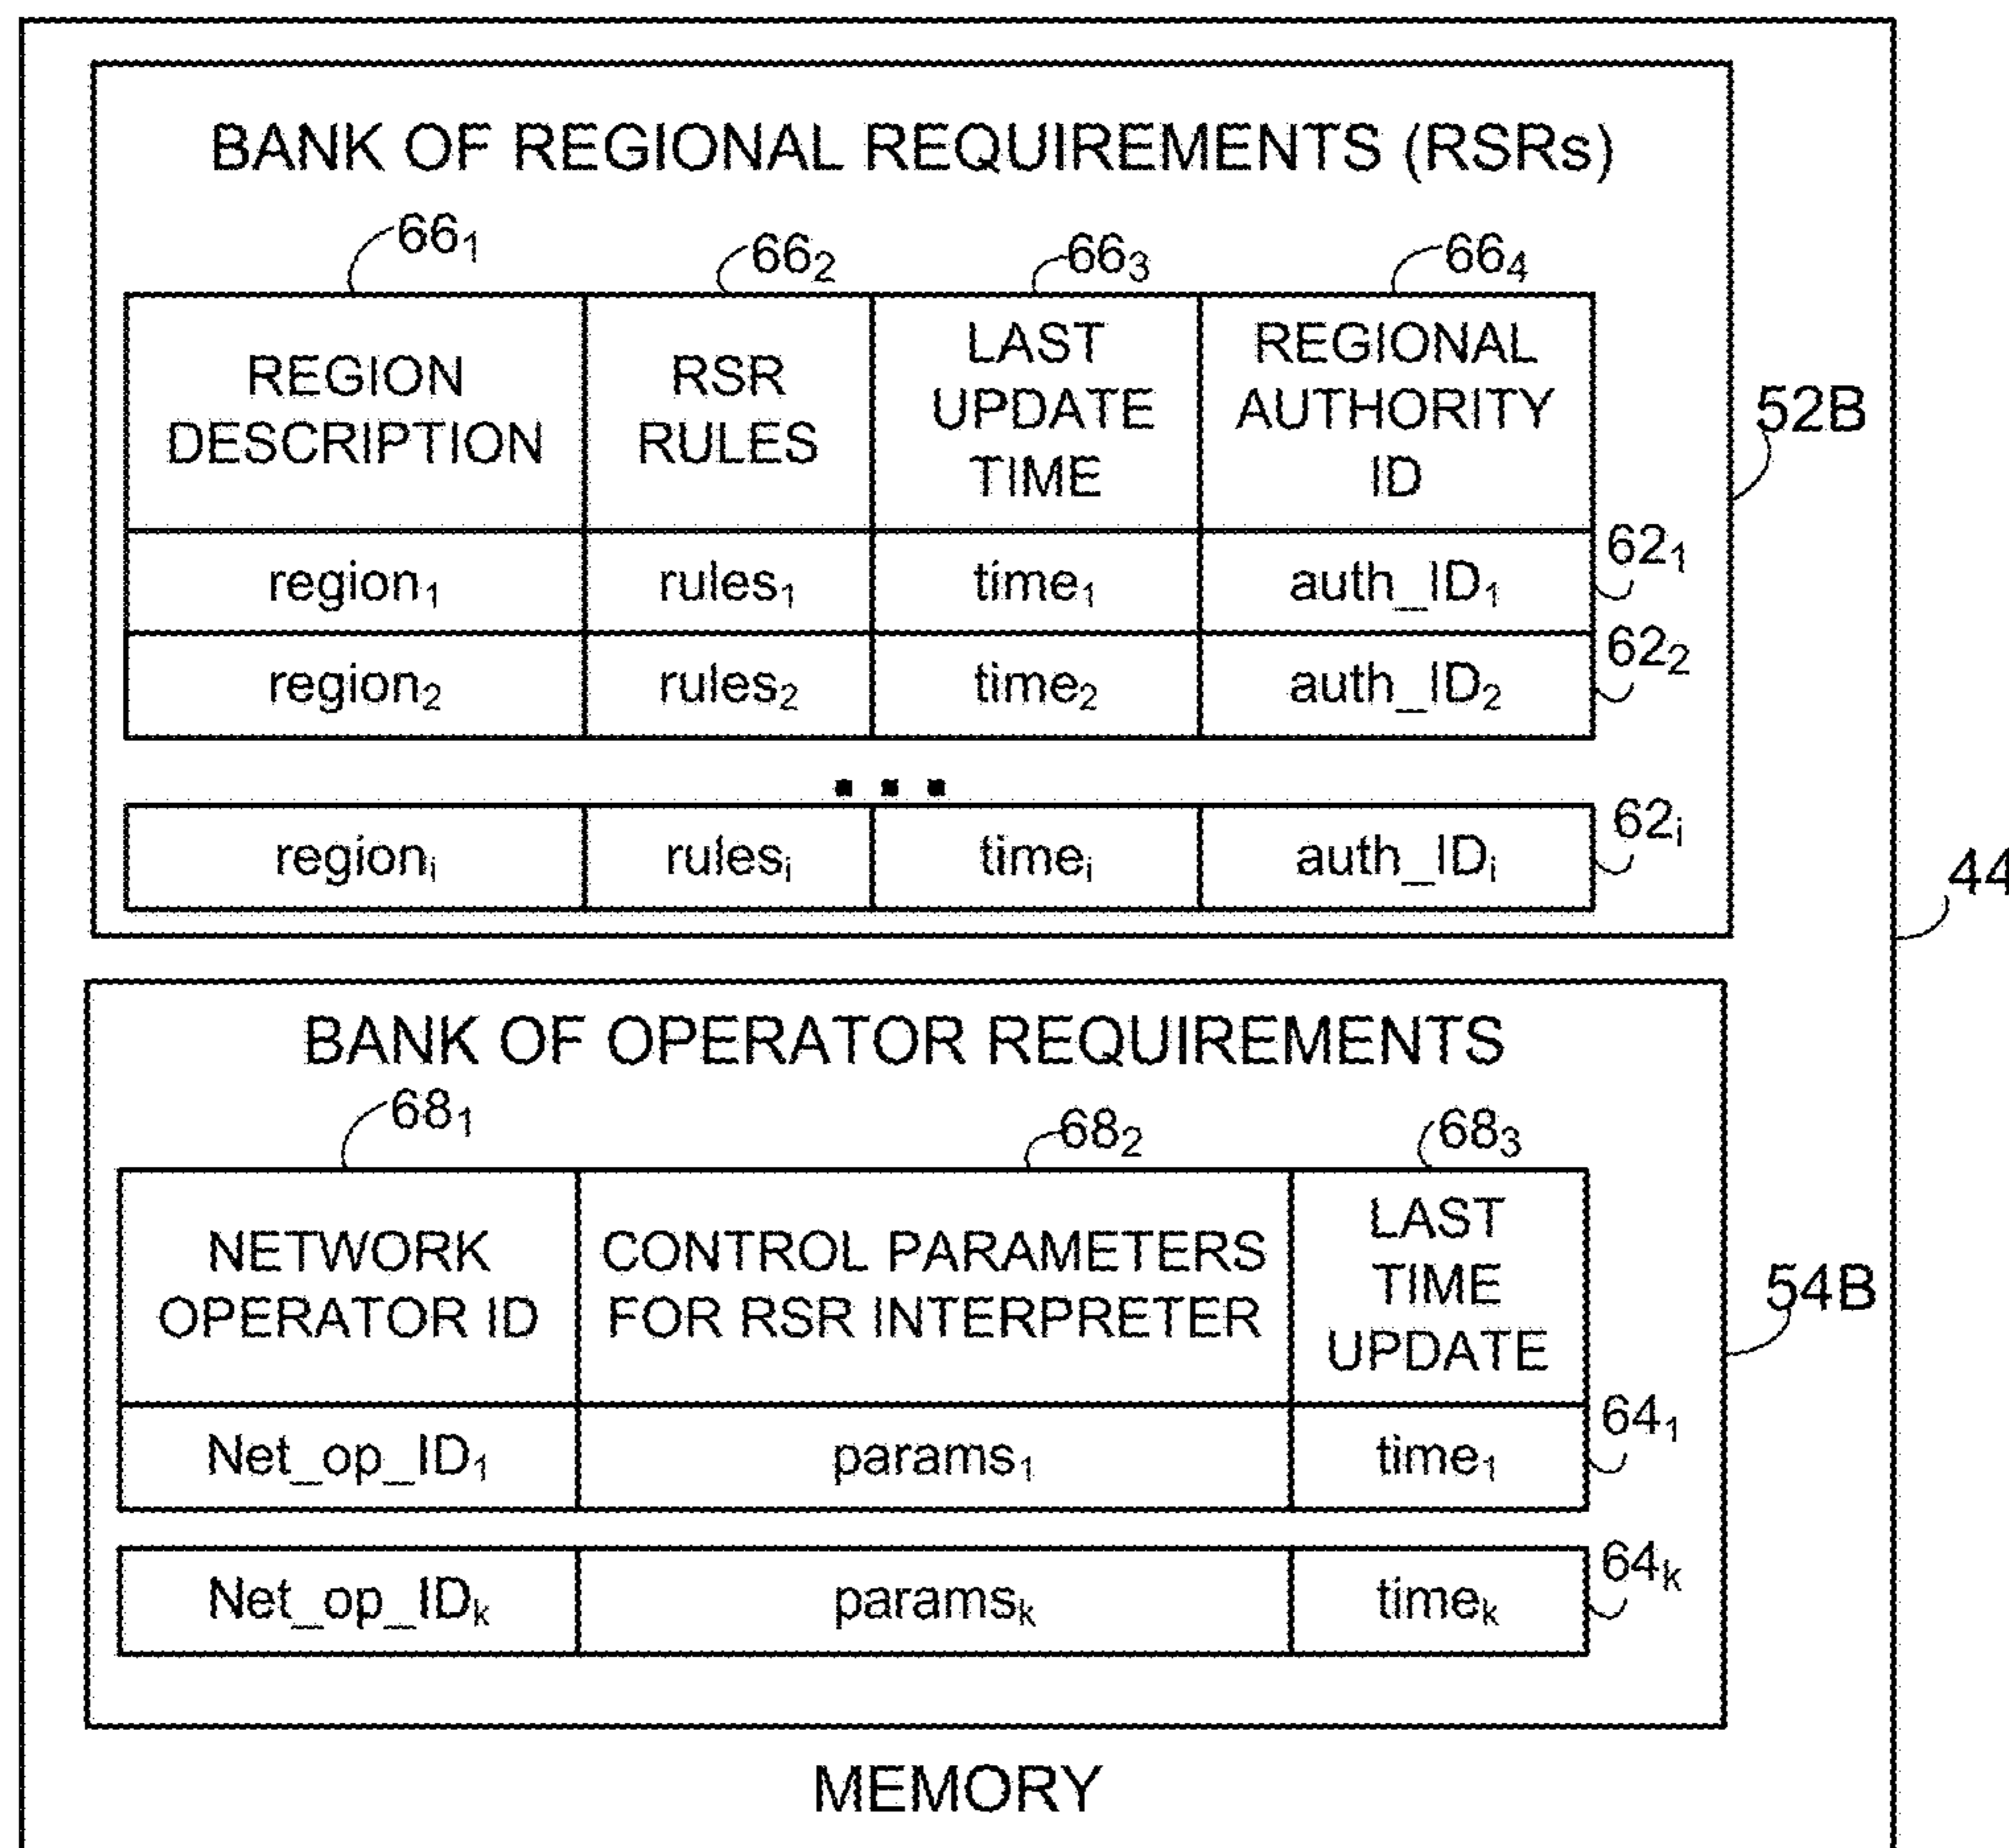 BANK OF REGIONAL REQUIREMENTS (RSRs)
66₁
66₂
66₃
66₄
REGION
DESCRIPTION
RSR
RULES
LAST
UPDATE
TIME
REGIONAL
AUTHORITY
ID
52B
region₁ rules₁ time₁ auth_ID₁ 62₁
region₂ rules₂ time₂ auth_ID₂ 62₂
...
regionᵢ rulesᵢ timeᵢ auth_IDᵢ 62ᵢ
44
BANK OF OPERATOR REQUIREMENTS
68₁
68₂
68₃
NETWORK
OPERATOR ID
CONTROL PARAMETERS
FOR RSR INTERPRETER
LAST
TIME
UPDATE
54B
Net_op_ID₁ params₁ time₁ 64₁
Net_op_IDₖ paramsₖ timeₖ 64ₖ
MEMORY